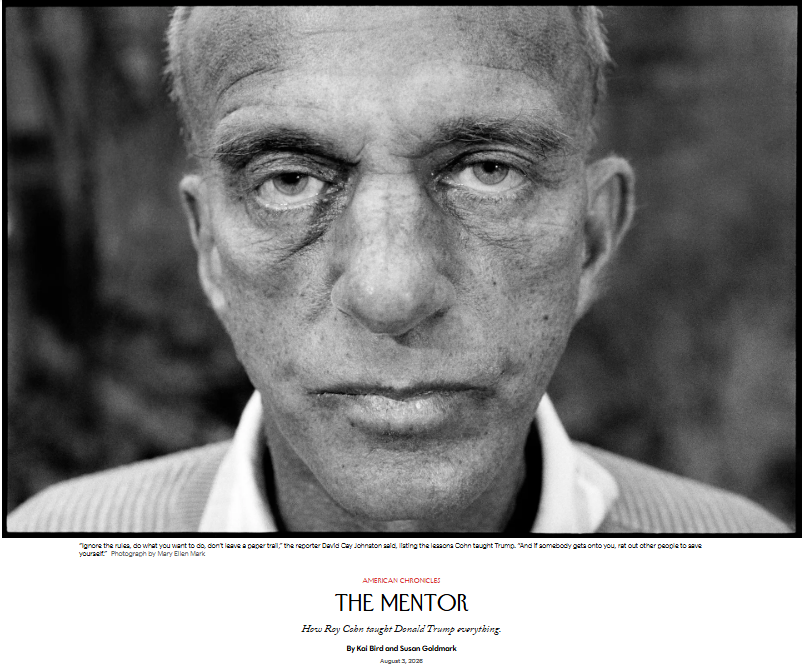 "Ignore the rules, do what you want to do, don't leave a paper trail," the reporter David Cay Johnston said, listing the lessons Cohn taught Trump. "And if somebody gets onto you, rat out other people to save
yourself." Photograph by Mary Ellen Mark
AMERICAN CHRONICLES
THE MENTOR
How Roy Cohn taught Donald Trump everything.
By Kai Bird and Susan Goldmark
August 3, 2026